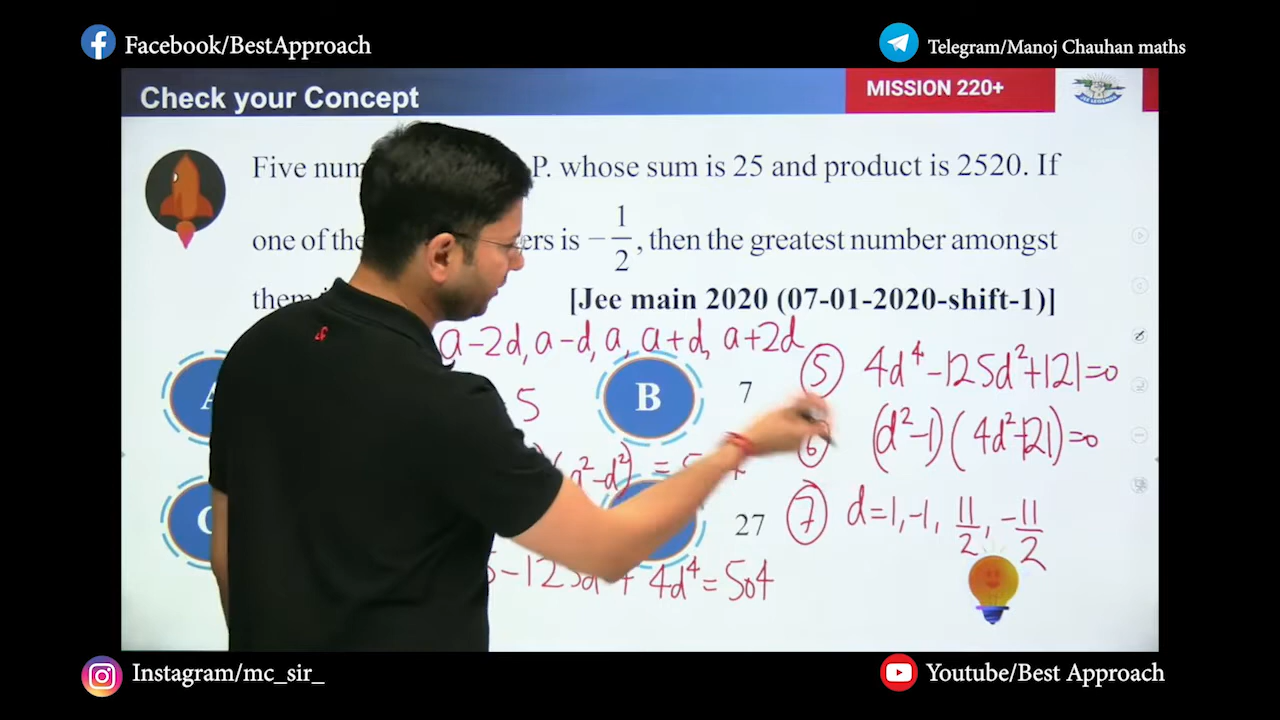 Facebook/BestApproach
Telegram/Manoj Chauhan maths
Check your Concept
MISSION 220+
Five P. whose sum is 25 and product is 2520. If
one of the is -1/2, then the greatest number amongst
[Jee main 2020 (07-01-2020-shift-1)]
a-2d, a-d, a, a+d, a+2d
5
B
7
(a²-d²) =
27
-125d + 4d⁴ = 504
⑤ 4d⁴-125d²+121=0
⑥ (d²-1)(4d²-121)=0
⑦ d=1,-1, 11/2, -11/2
Instagram/mc_sir_
Youtube/Best Approach